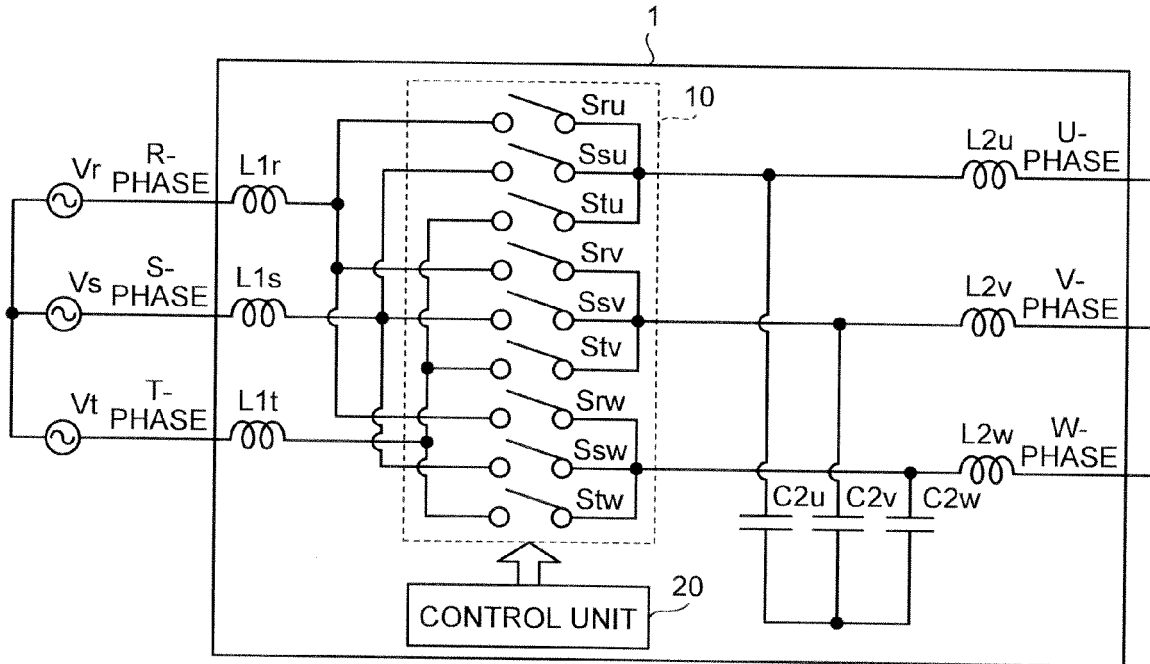 1
10
Sru
Ssu
Stu
Srv
Ssv
Stv
Srw
Ssw
Stw
Vr
R-
PHASE
L1r
Vs
S-
PHASE
L1s
Vt
T-
PHASE
L1t
L2u
U-
PHASE
L2v
V-
PHASE
L2w
W-
PHASE
C2u
C2v
C2w
CONTROL UNIT
20